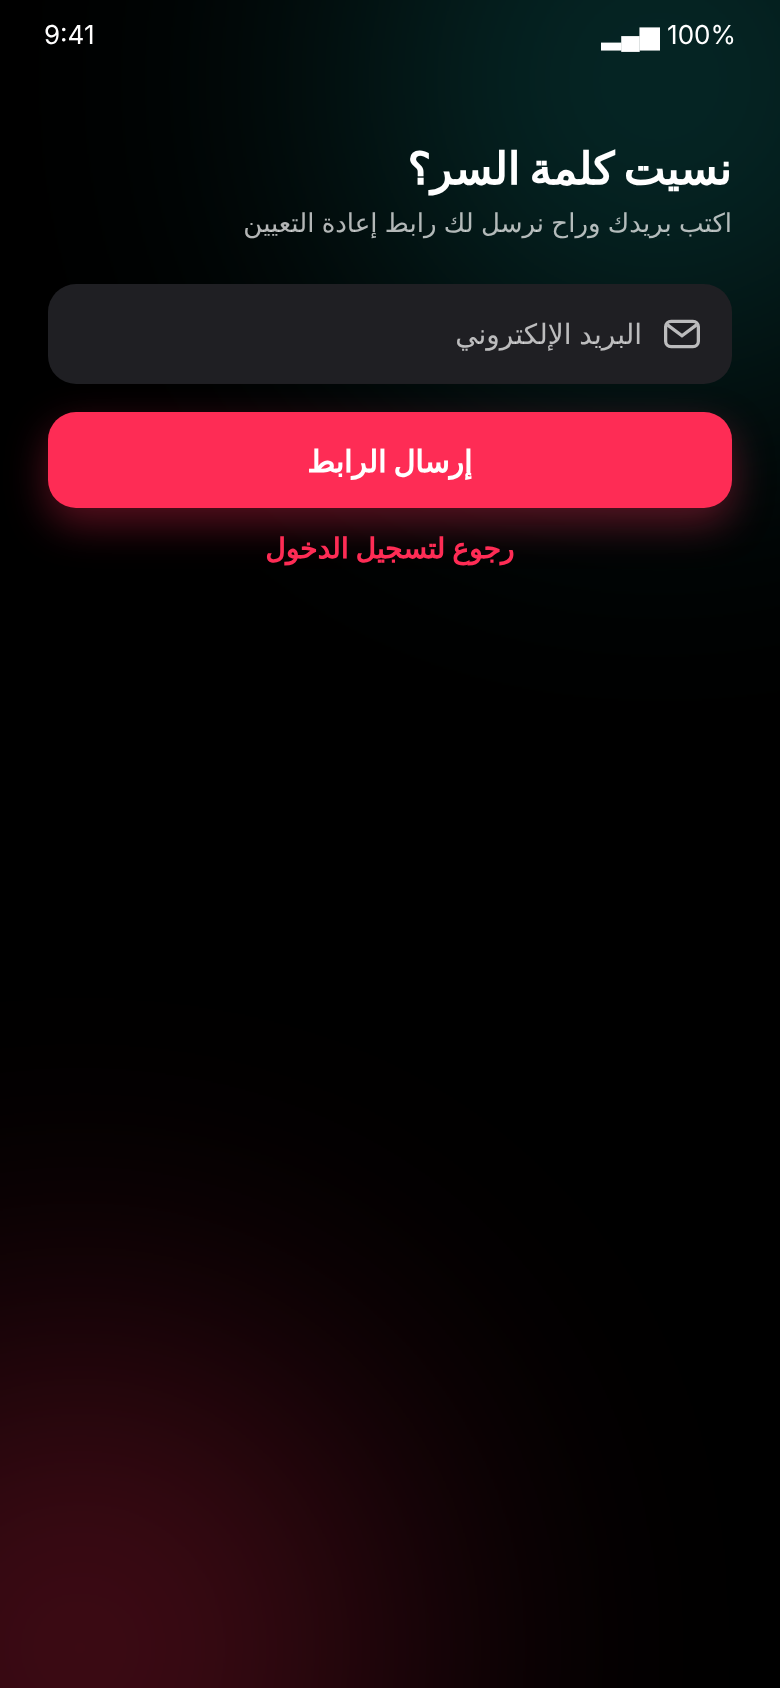 9:41
100%
نسيت كلمة السر؟
اكتب بريدك وراح نرسل لك رابط إعادة التعيين
البريد الإلكتروني
إرسال الرابط
رجوع لتسجيل الدخول